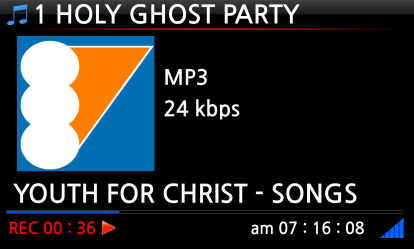 1 HOLY GHOST PARTY
MP3
24 kbps
YOUTH FOR CHRIST - SONGS
REC 00 : 36
am 07 : 16 : 08